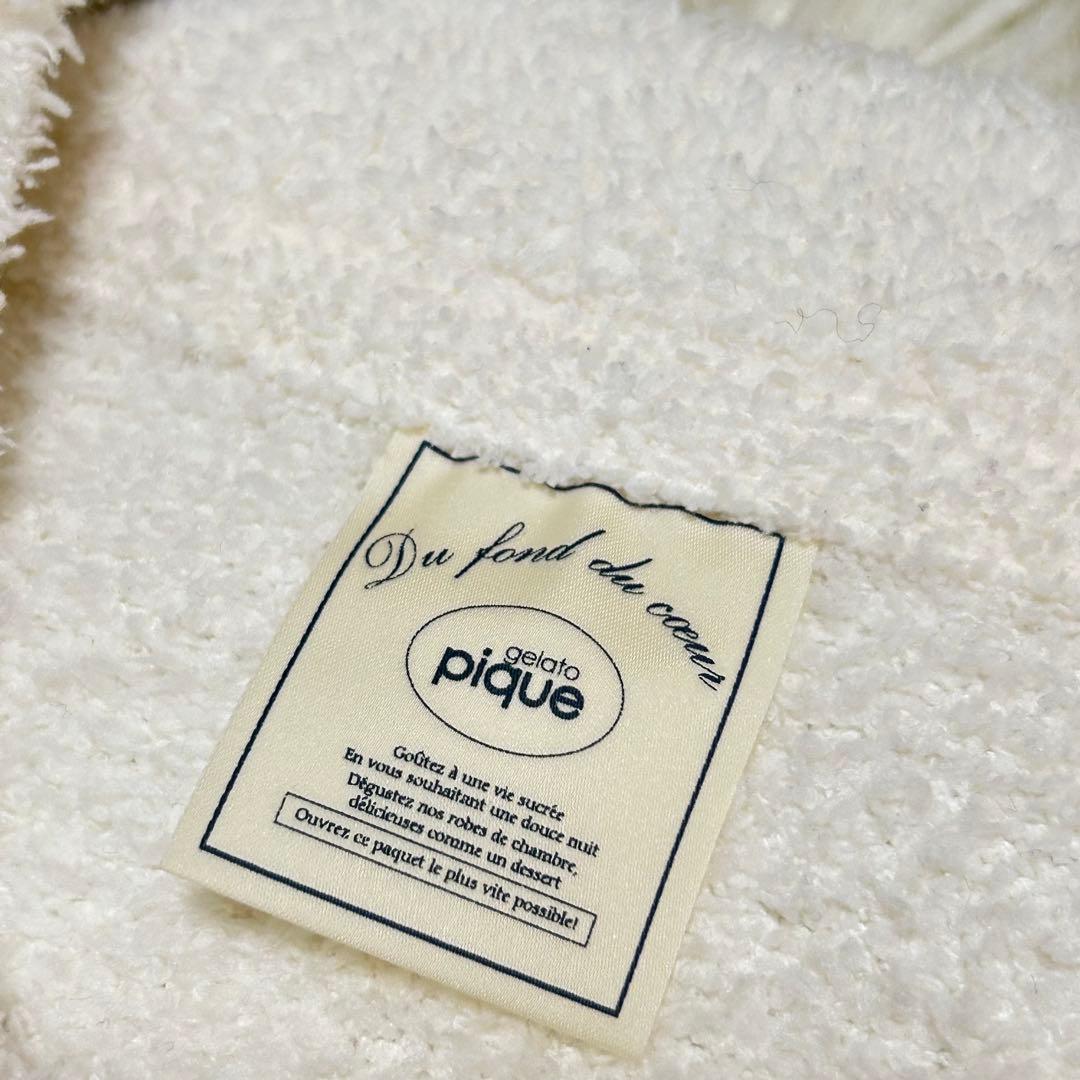 Du fond du cœur
gelato
pique
Goûtez à une vie sucrée
En vous souhaitant une douce nuit
Dégustez nos robes de chambre,
délicieuses comme un dessert
Ouvrez ce paquet le plus vite possible!